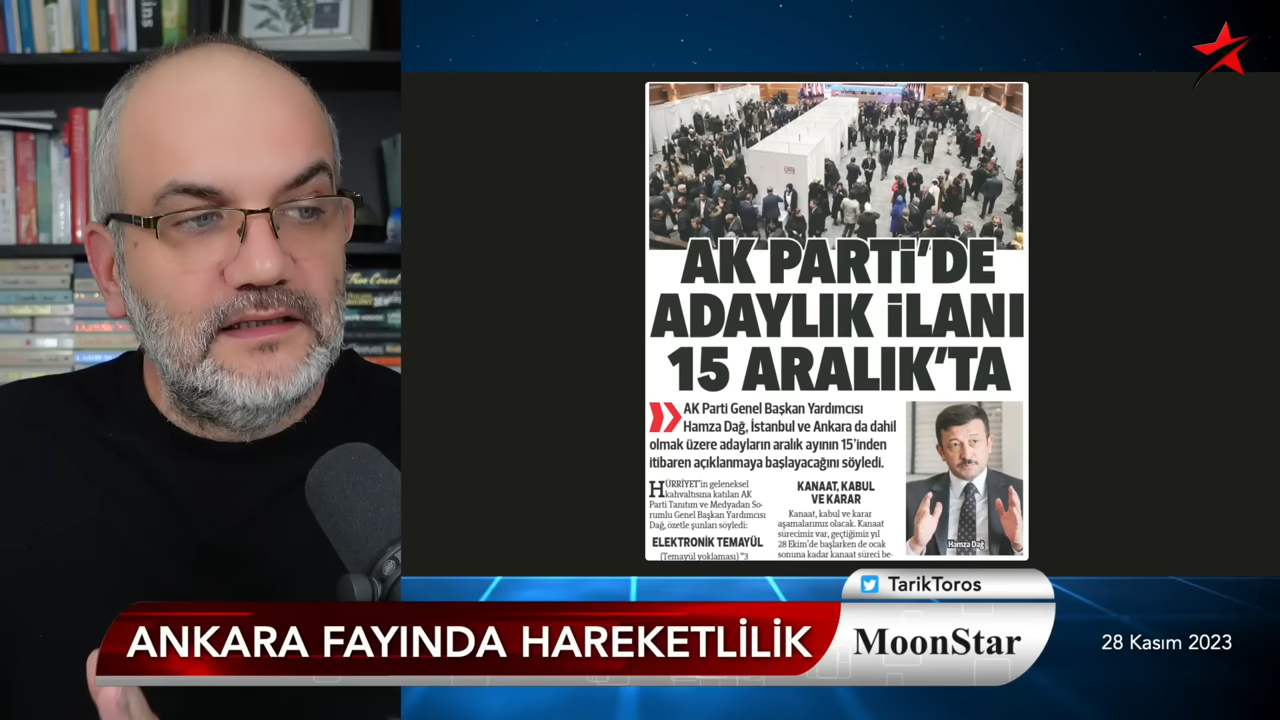 AK PARTİ'DE
ADAYLIK İLANI
15 ARALIK'TA
AK Parti Genel Başkan Yardımcısı
Hamza Dağ, İstanbul ve Ankara da dahil
olmak üzere adayların aralık ayının 15'inden
itibaren açıklanmaya başlayacağını söyledi.
HÜRRİYET'in geleneksel
kahvaltısına katılan AK
Parti Tanıtım ve Medyadan So-
rumlu Genel Başkan Yardımcısı
Dağ, özetle şunları söyledi:
ELEKTRONİK TEMAYÜL
(Temayül yoklaması) "3
KANAAT, KABUL
VE KARAR
Kanaat, kabul ve karar
aşamalarımız olacak. Kanaat
sürecimiz var, geçtiğimiz yıl
28 Ekim'de başlarken de ocak
sonuna kadar kanaat süreci be-
Hamza Dağ
TarikToros
ANKARA FAYINDA HAREKETLİLİK
MoonStar
28 Kasım 2023